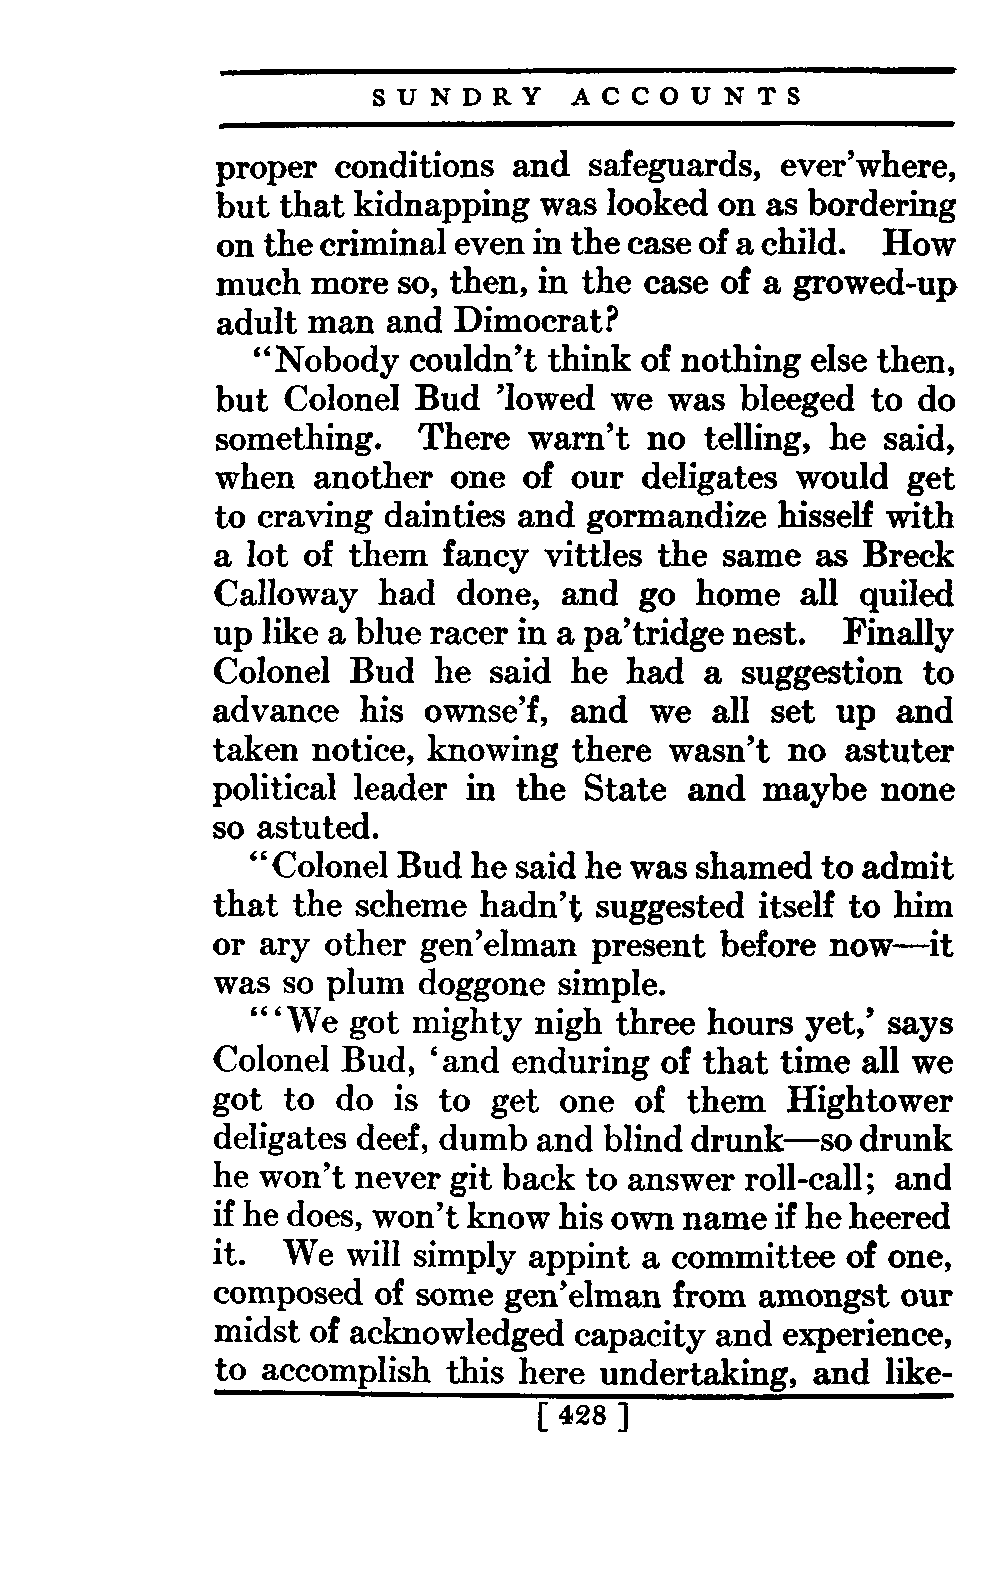 SUNDRY ACCOUNTS
proper conditions and safeguards, ever'where,
but that kidnapping was looked on as bordering
on the criminal even in the case of a child. How
much more so, then, in the case of a growed-up
adult man and Dimocrat?
"Nobody couldn't think of nothing else then,
but Colonel Bud 'lowed we was bleeged to do
something. There warn't no telling, he said,
when another one of our deligates would get
to craving dainties and gormandize hisself with
a lot of them fancy vittles the same as Breck
Calloway had done, and go home all quiled
up like a blue racer in a pa'tridge nest. Finally
Colonel Bud he said he had a suggestion to
advance his ownse'f, and we all set up and
taken notice, knowing there wasn't no astuter
political leader in the State and maybe none
so astuted.
"Colonel Bud he said he was shamed to admit
that the scheme hadn't suggested itself to him
or ary other gen'elman present before now—it
was so plum doggone simple.
"'We got mighty nigh three hours yet,' says
Colonel Bud, 'and enduring of that time all we
got to do is to get one of them Hightower
deligates deef, dumb and blind drunk—so drunk
he won't never git back to answer roll-call; and
if he does, won't know his own name if he heered
it. We will simply appint a committee of one,
composed of some gen'elman from amongst our
midst of acknowledged capacity and experience,
to accomplish this here undertaking, and like-
[ 428 ]